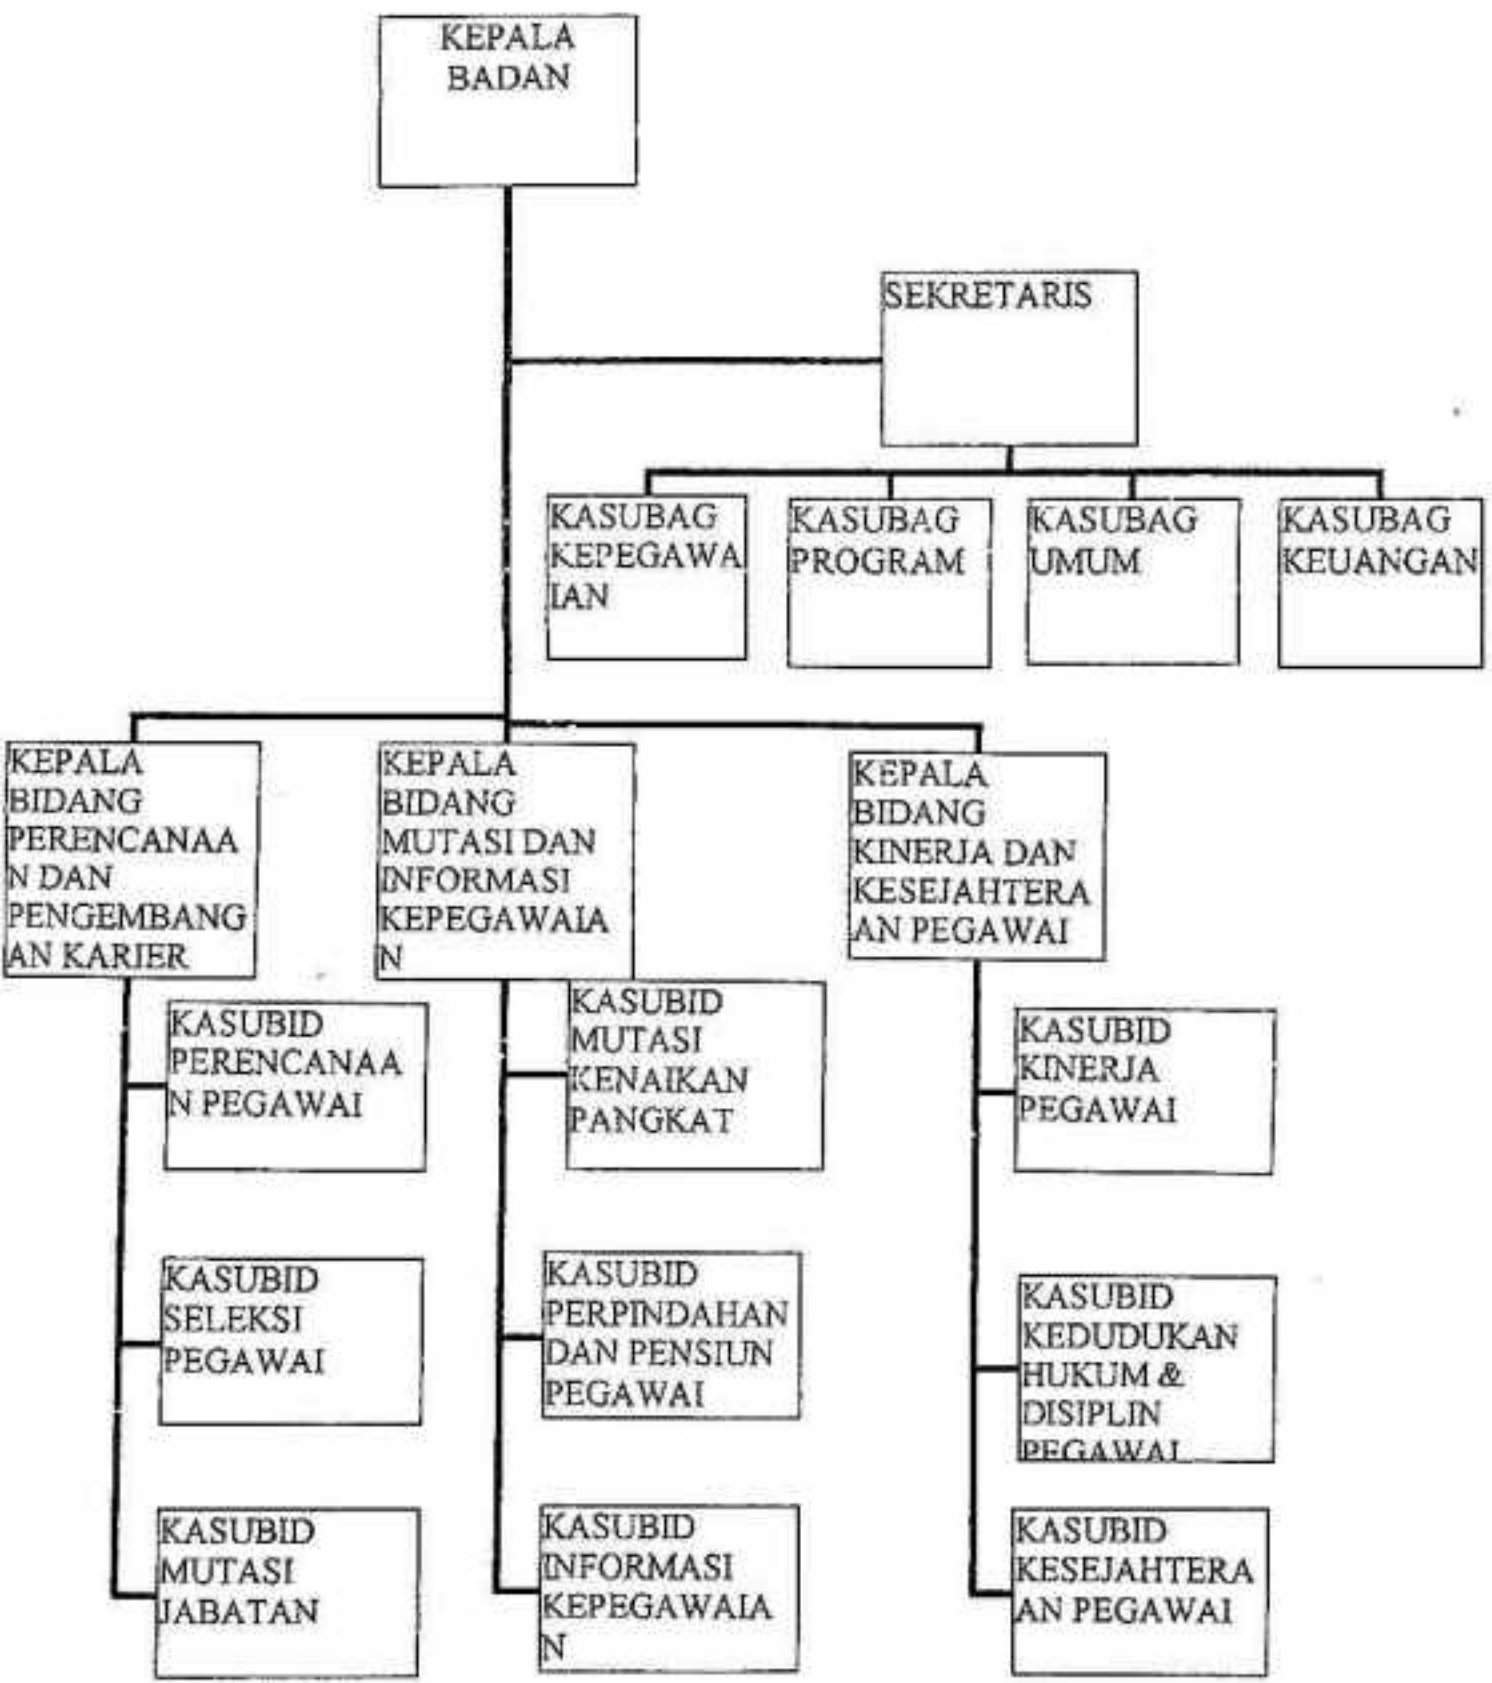 KEPALA
BADAN
SEKRETARIS
KASUBAG
KEPEGAWA
IAN
KASUBAG
PROGRAM
KASUBAG
UMUM
KASUBAG
KEUANGAN
KEPALA
BIDANG
PERENCANAA
N DAN
PENGEMBANG
AN KARIER
KEPALA
BIDANG
MUTASI DAN
INFORMASI
KEPEGAWAIA
N
KEPALA
BIDANG
KINERJA DAN
KESEJAHTERA
AN PEGAWAI
KASUBID
PERENCANAA
N PEGAWAI
KASUBID
MUTASI
KENAIKAN
PANGKAT
KASUBID
KINERJA
PEGAWAI
KASUBID
SELEKSI
PEGAWAI
KASUBID
PERPINDAHAN
DAN PENSIUN
PEGAWAI
KASUBID
KEDUDUKAN
HUKUM &
DISIPLIN
PEGAWAI
KASUBID
MUTASI
JABATAN
KASUBID
INFORMASI
KEPEGAWAIA
N
KASUBID
KESEJAHTERA
AN PEGAWAI